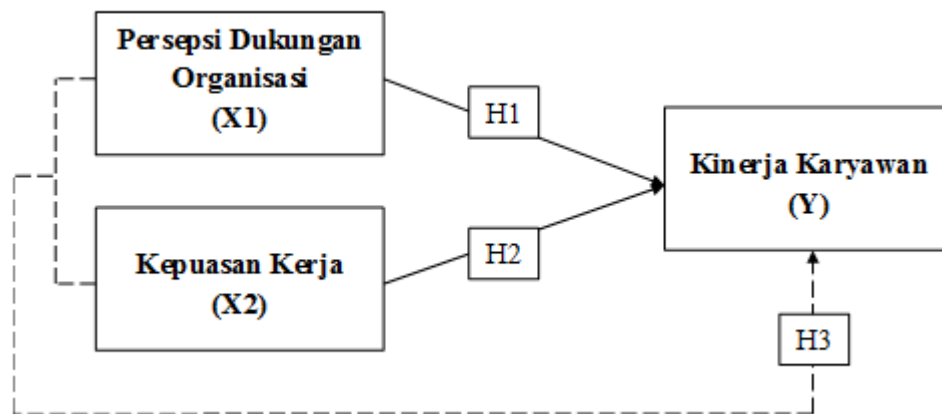 Persepsi Dukungan
Organisasi
(X1)
H1
Kinerja Karyawan
(Y)
Kepuasan Kerja
(X2)
H2
H3